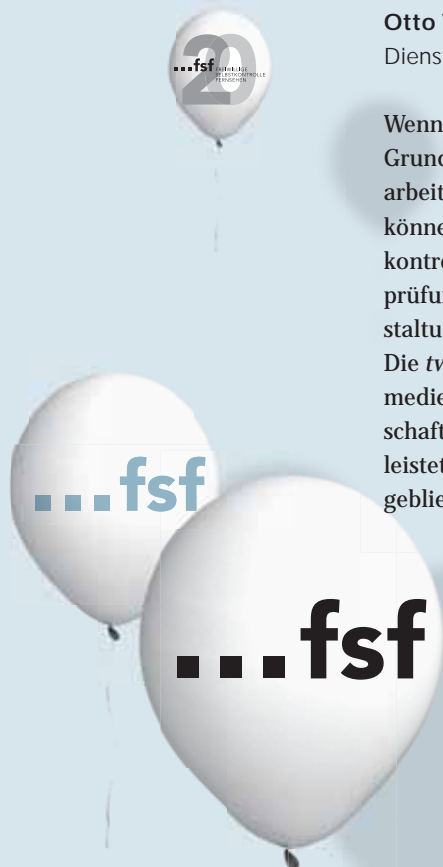 20
...fsf FREIWILLIGE
SELBSTKONTROLLE
FERNSEHEN
Otto
Diens
Wenn
Grund
arbeit
könne
kontro
prüfu
staltu
Die tv
medie
schaft
leistet
geblie
...fsf
...fsf